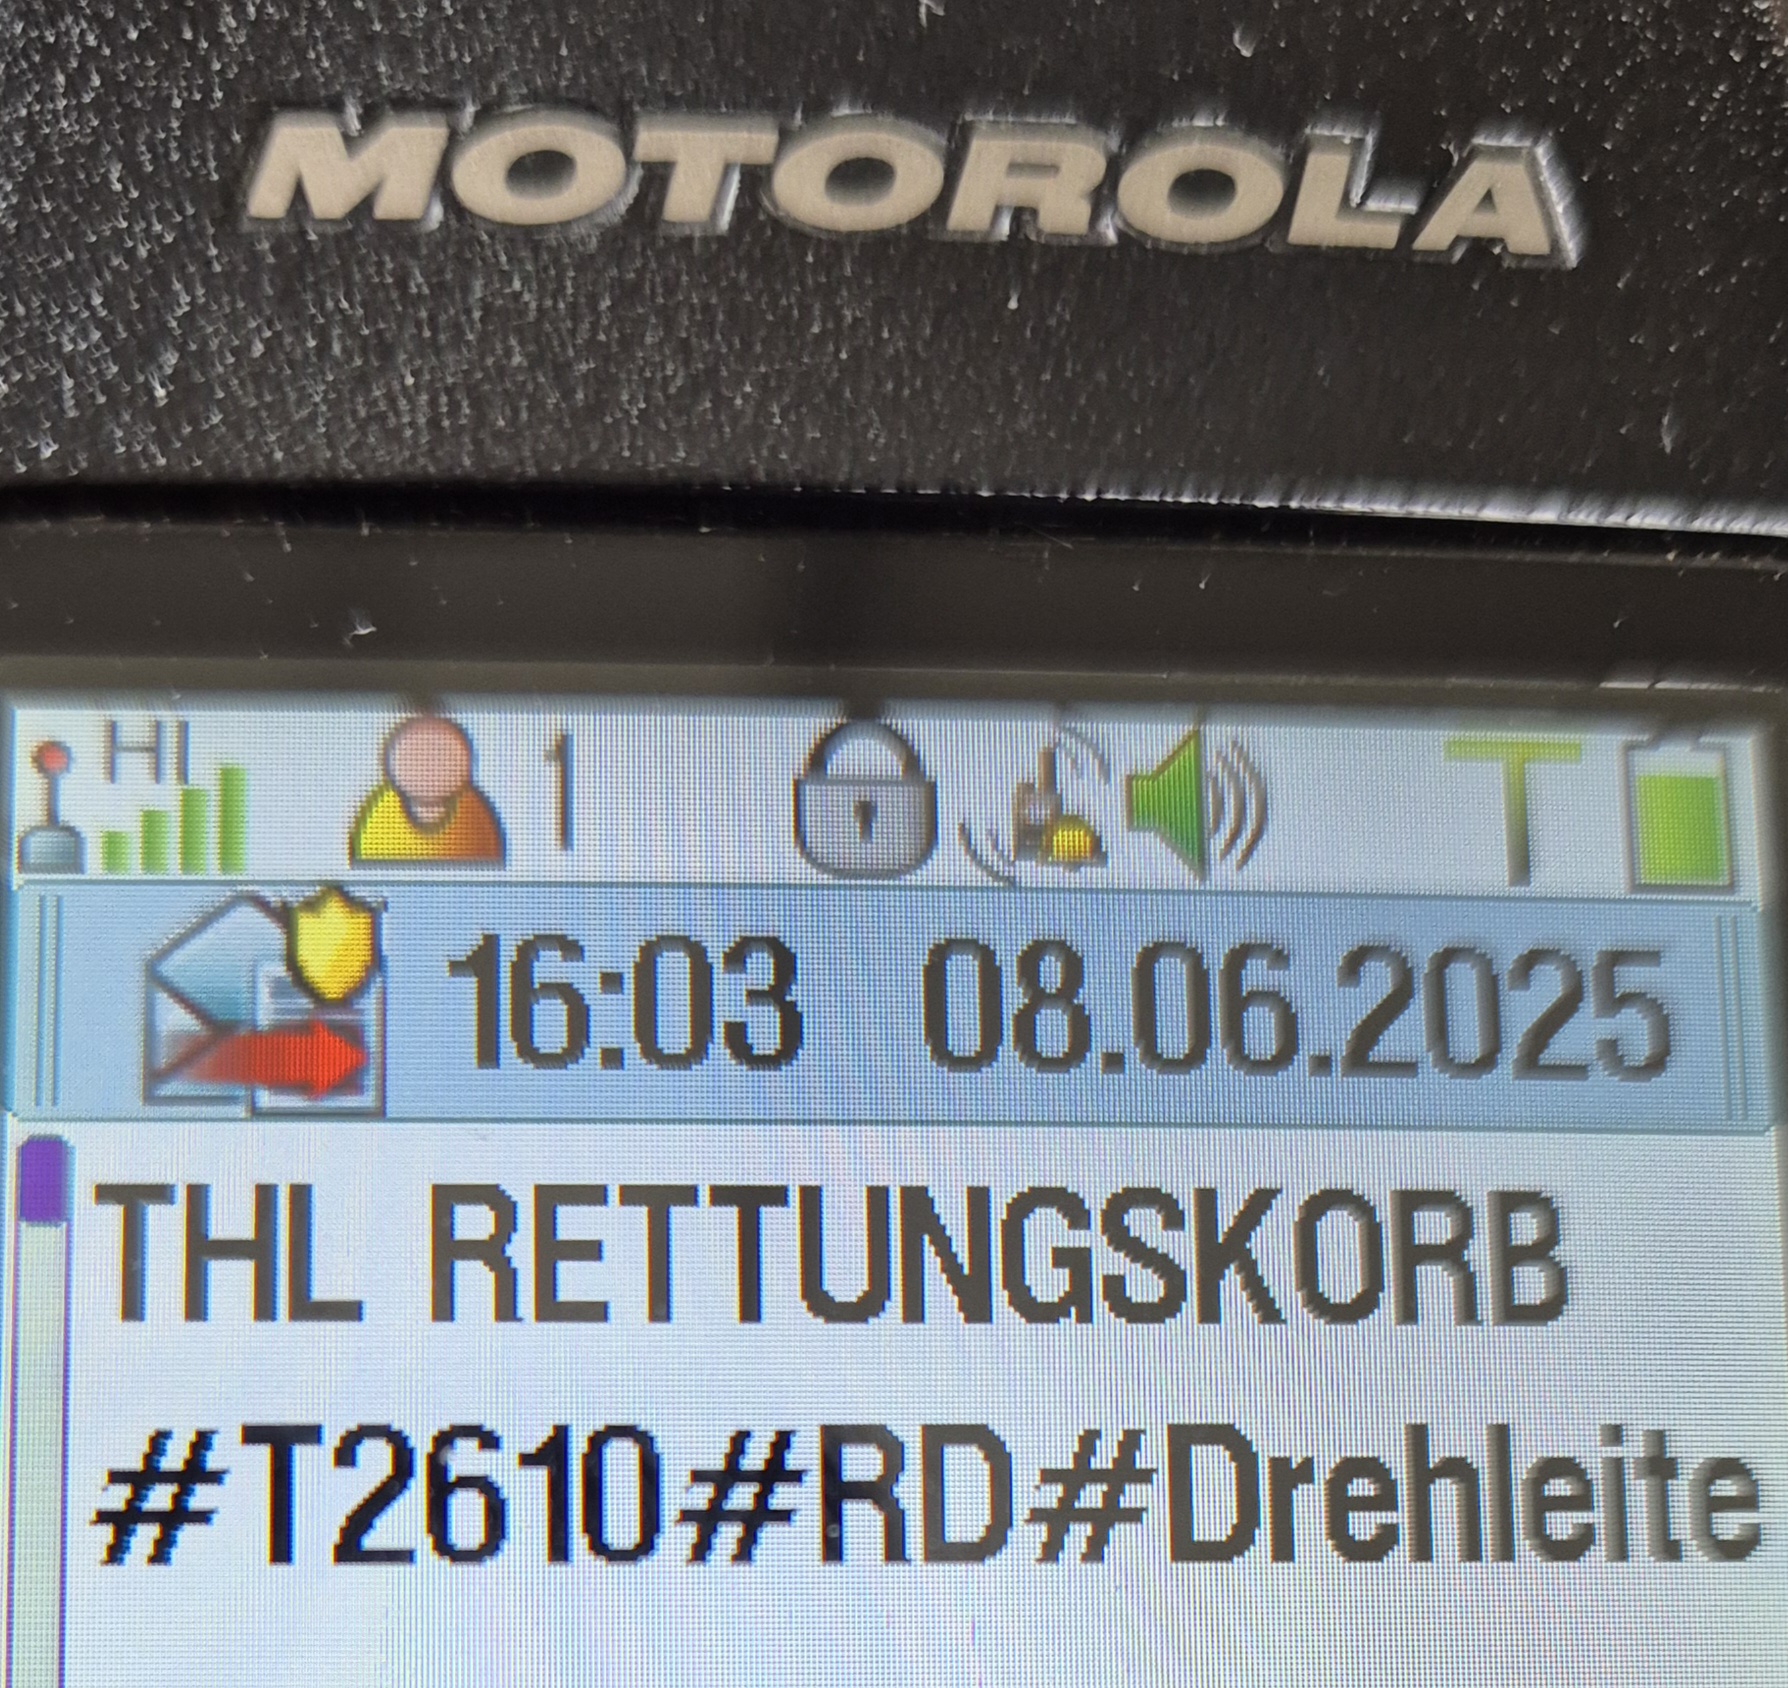 MOTOROLA
HI 1 T
16:03 08.06.2025
THL RETTUNGSKORB
#T2610#RD#Drehleite